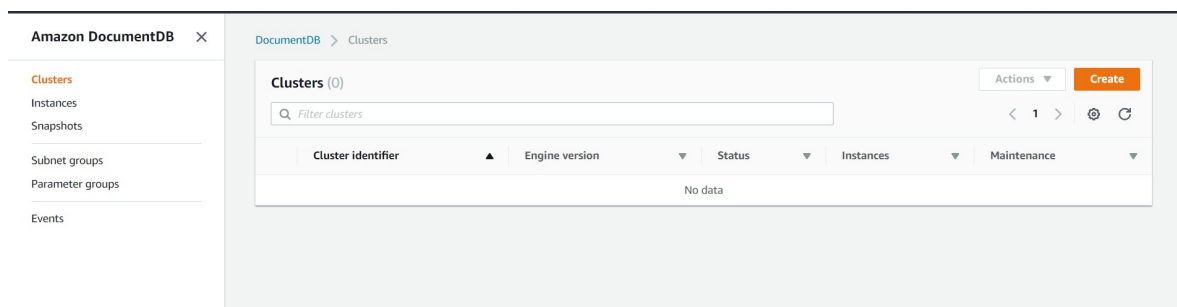 Amazon DocumentDB
Clusters
Instances
Snapshots
Subnet groups
Parameter groups
Events
DocumentDB > Clusters
Clusters (0)
Actions Create
Filter clusters
1
Cluster identifier Engine version Status Instances Maintenance
No data